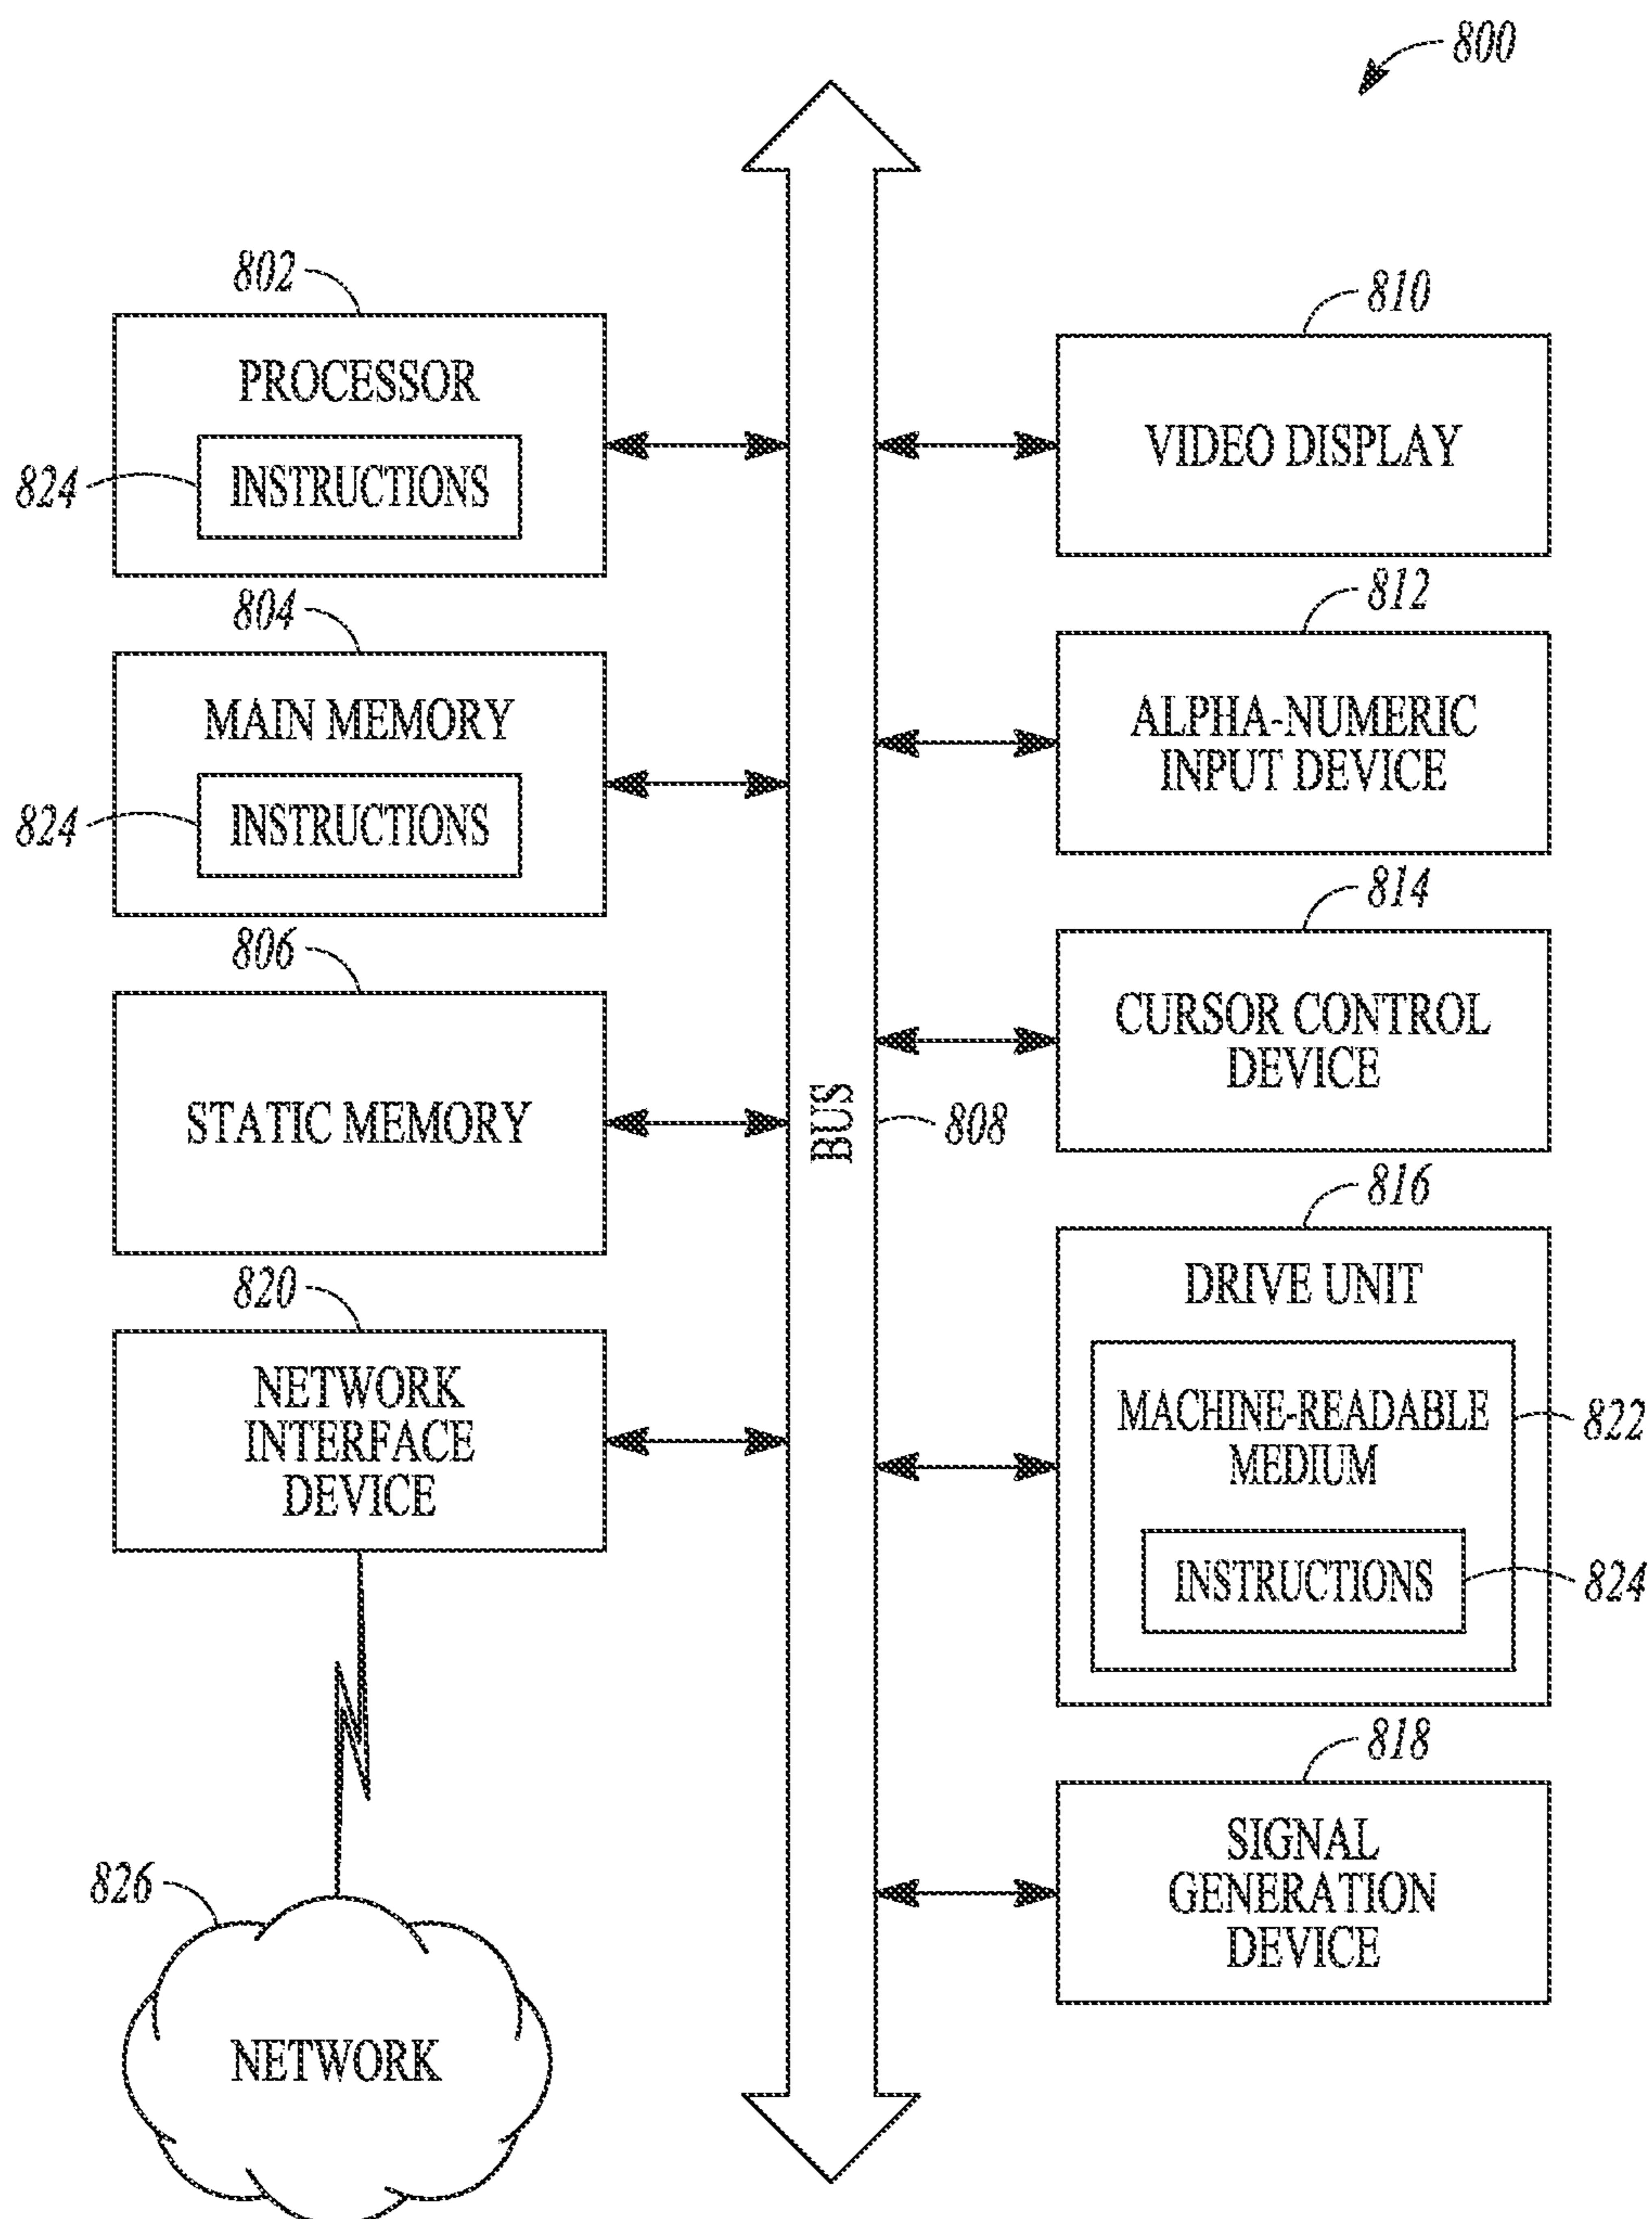 800
802
PROCESSOR
824
INSTRUCTIONS
804
MAIN MEMORY
824
INSTRUCTIONS
806
STATIC MEMORY
820
NETWORK
INTERFACE
DEVICE
826
NETWORK
BUS
808
810
VIDEO DISPLAY
812
ALPHA-NUMERIC
INPUT DEVICE
814
CURSOR CONTROL
DEVICE
816
DRIVE UNIT
MACHINE-READABLE
MEDIUM
822
INSTRUCTIONS
824
818
SIGNAL
GENERATION
DEVICE